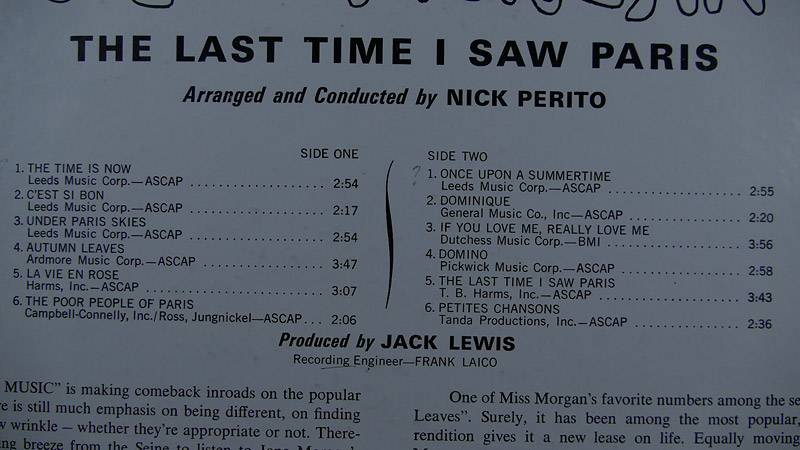 THE LAST TIME I SAW PARIS
Arranged and Conducted by NICK PERITO
SIDE ONE
1. THE TIME IS NOW
Leeds Music Corp.—ASCAP . . . . . . . . . . . . . . . . . . . . . 2:54
2. C'EST SI BON
Leeds Music Corp.—ASCAP . . . . . . . . . . . . . . . . . . . . . 2:17
3. UNDER PARIS SKIES
Leeds Music Corp.—ASCAP . . . . . . . . . . . . . . . . . . . . . 2:54
4. AUTUMN LEAVES
Ardmore Music Corp.—ASCAP . . . . . . . . . . . . . . . . . . . 3:47
5. LA VIE EN ROSE
Harms, Inc.—ASCAP . . . . . . . . . . . . . . . . . . . . . . . . . . 3:07
6. THE POOR PEOPLE OF PARIS
Campbell-Connelly, Inc./Ross, Jungnickel—ASCAP . . . 2:06
SIDE TWO
1. ONCE UPON A SUMMERTIME
Leeds Music Corp.—ASCAP . . . . . . . . . . . . . . . . . . . . . 2:55
2. DOMINIQUE
General Music Co., Inc—ASCAP . . . . . . . . . . . . . . . . . . 2:20
3. IF YOU LOVE ME, REALLY LOVE ME
Dutchess Music Corp.—BMI . . . . . . . . . . . . . . . . . . . . . 3:56
4. DOMINO
Pickwick Music Corp.—ASCAP . . . . . . . . . . . . . . . . . . . 2:58
5. THE LAST TIME I SAW PARIS
T. B. Harms, Inc.—ASCAP . . . . . . . . . . . . . . . . . . . . . . 3:43
6. PETITES CHANSONS
Tanda Productions, Inc.—ASCAP . . . . . . . . . . . . . . . . . 2:36
Produced by JACK LEWIS
Recording Engineer—FRANK LAICO
MUSIC" is making comeback inroads on the popular
is still much emphasis on being different, on finding
wrinkle – whether they're appropriate or not. There-
breeze from the Seine to listen to Jane Morgan's
One of Miss Morgan's favorite numbers among the
Leaves". Surely, it has been among the most popular,
rendition gives it a new lease on life. Equally moving